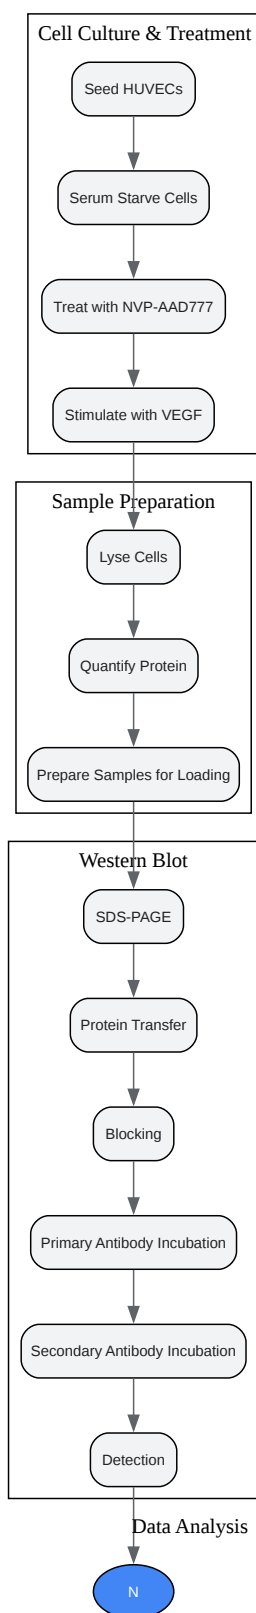 Cell Culture & Treatment
Seed HUVECs
Serum Starve Cells
Treat with NVP-AAD777
Stimulate with VEGF
Sample Preparation
Lyse Cells
Quantify Protein
Prepare Samples for Loading
Western Blot
SDS-PAGE
Protein Transfer
Blocking
Primary Antibody Incubation
Secondary Antibody Incubation
Detection
Data Analysis
N